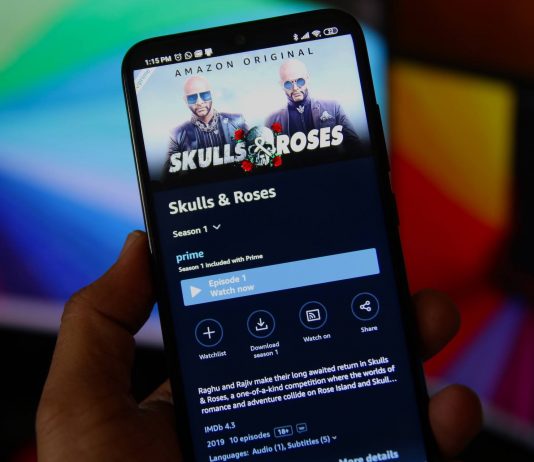 1:15 PM
prime
AMAZON ORIGINAL
SKULLS & ROSES
Skulls & Roses
Season 1
prime
Season 1 included with Prime
Episode 1
Watch now
Watchlist
Download
season 1
Watch on
Share
Raghu and Rajiv make their long awaited return in Skulls
& Roses, a one-of-a-kind competition where the worlds of
romance and adventure collide on Rose Island and Skull...
IMDb 4.3
2019 10 episodes 18+
Languages: Audio (1), Subtitles (5)
More details